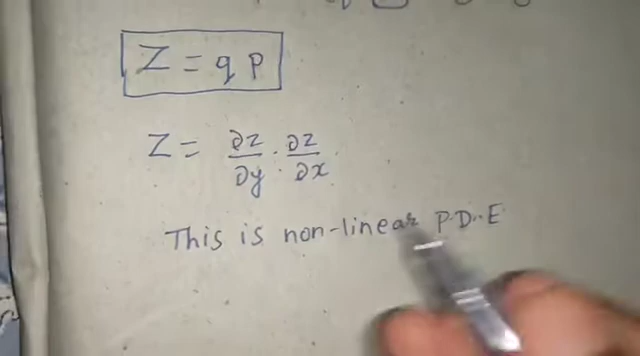 Z = q p
Z = ∂z/∂y · ∂z/∂x
This is non-linear P.D.E